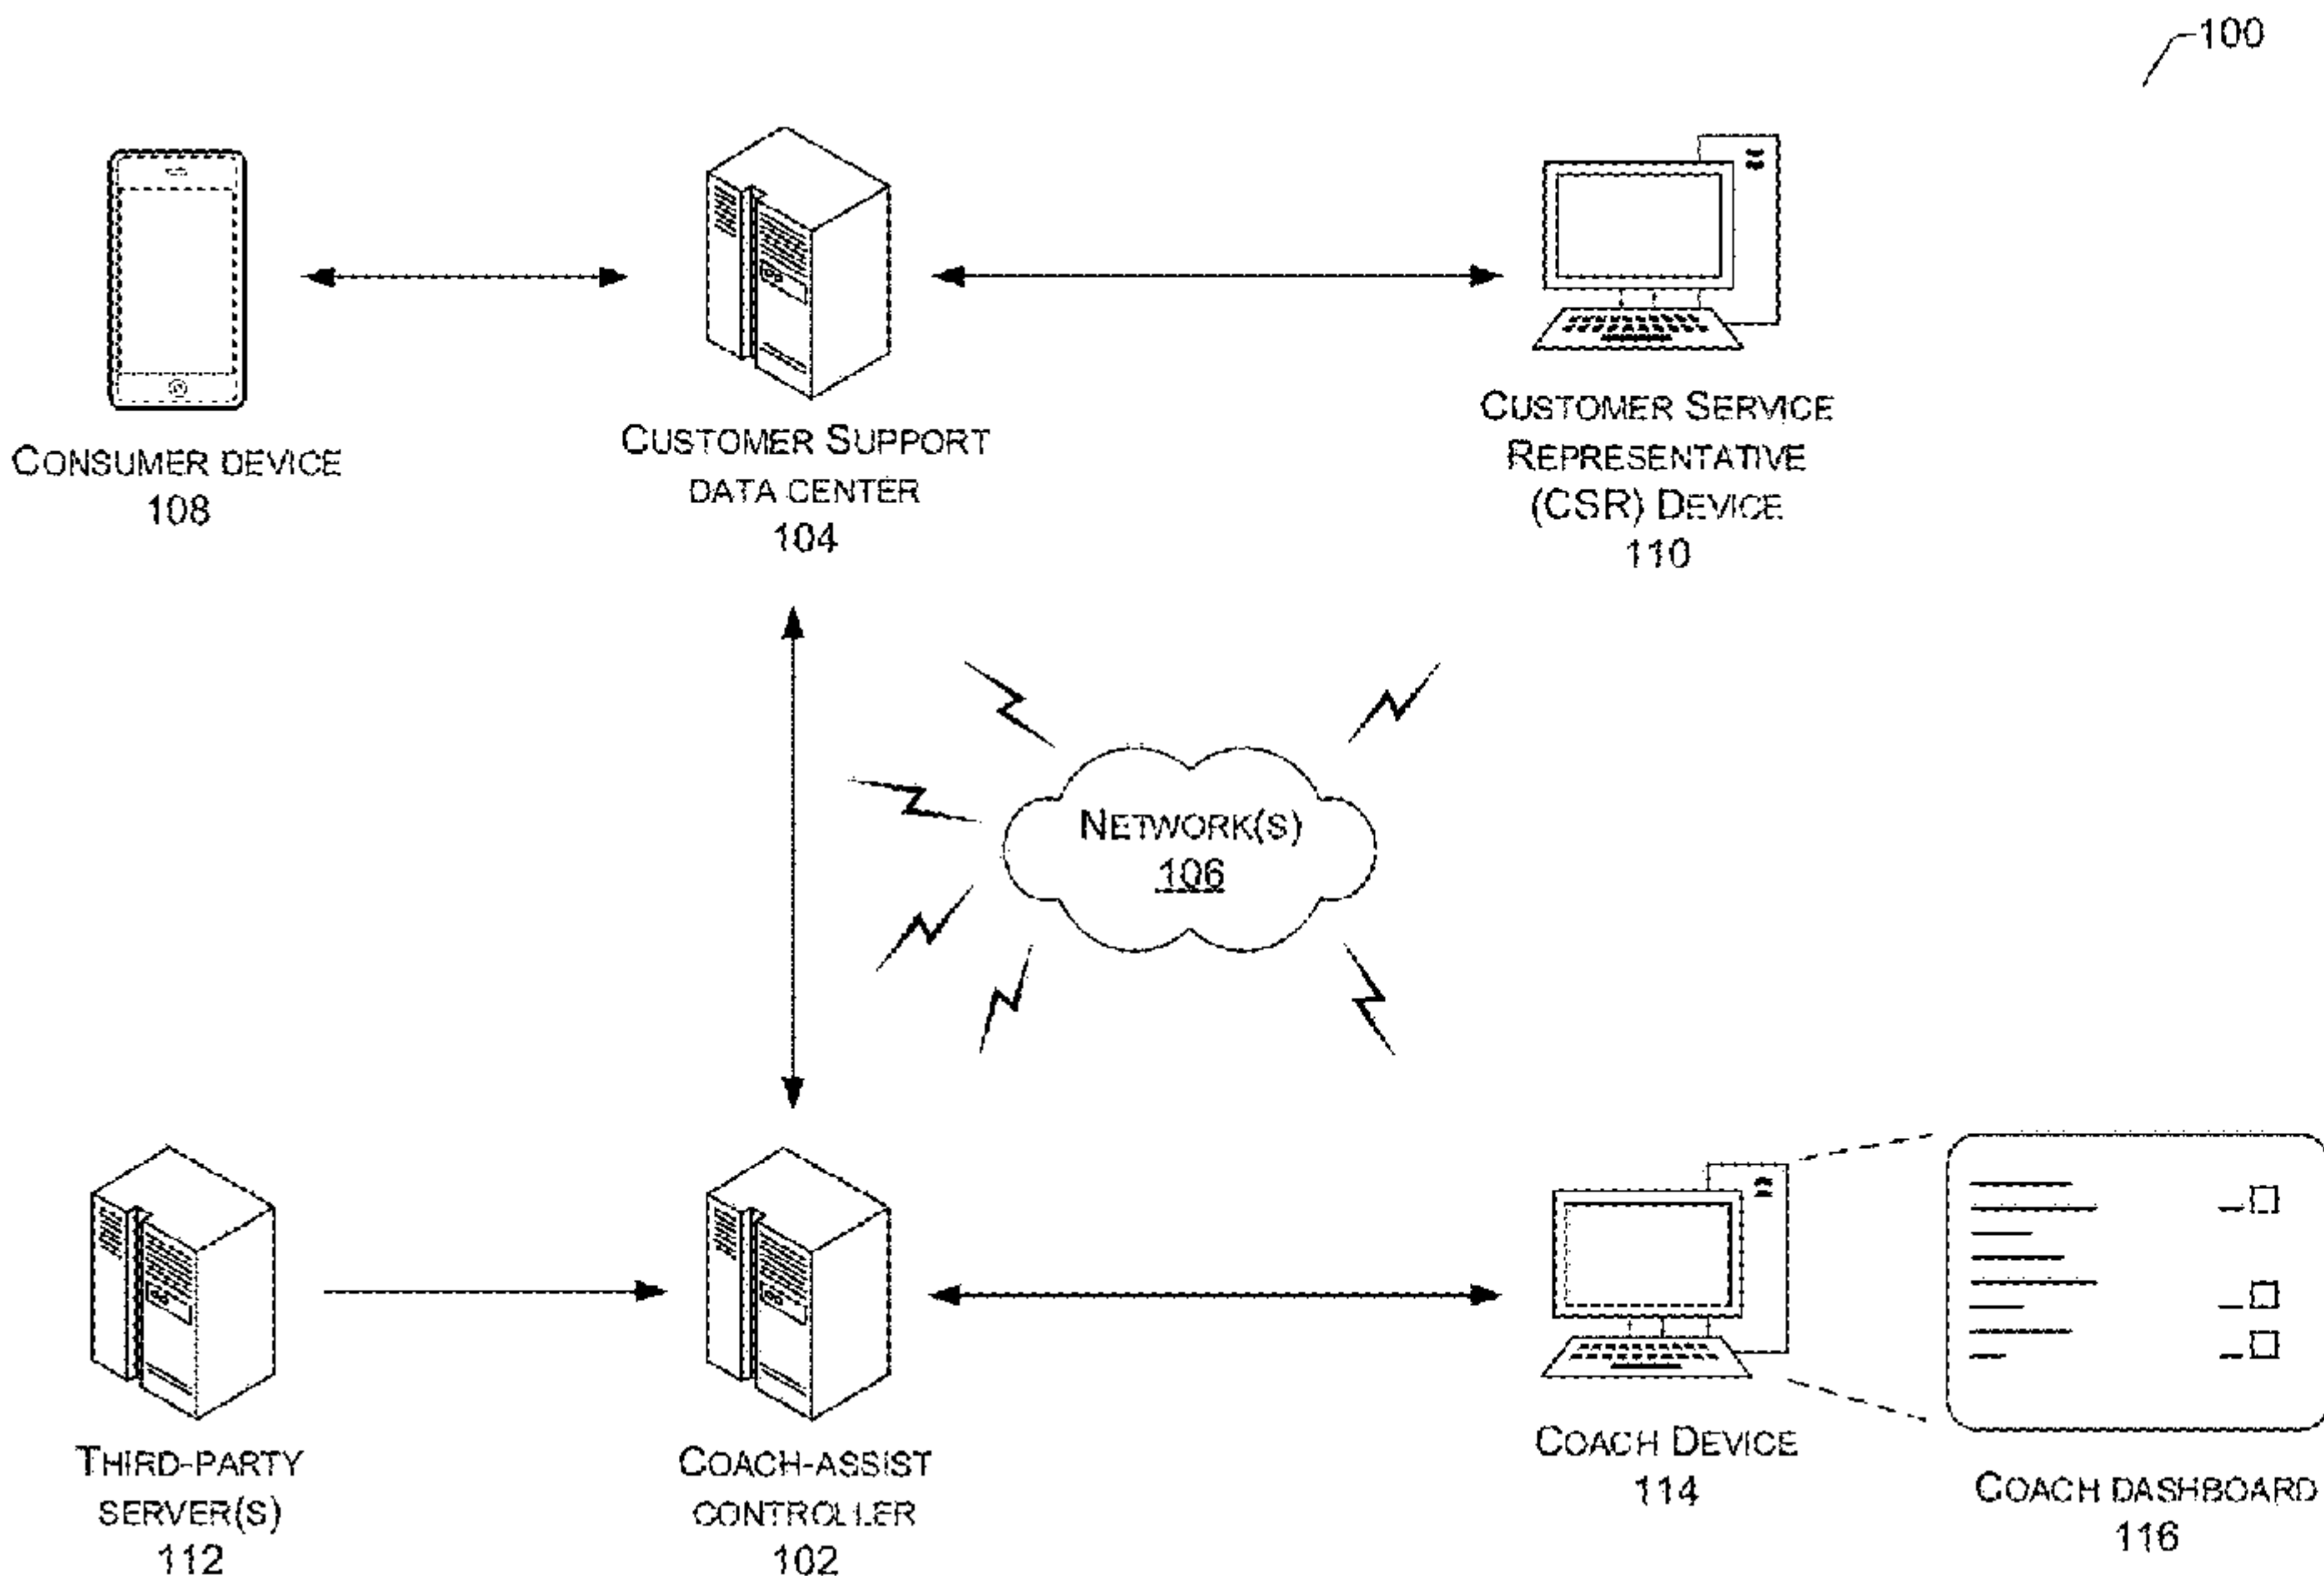 100
CONSUMER DEVICE
108
CUSTOMER SUPPORT
DATA CENTER
104
CUSTOMER SERVICE
REPRESENTATIVE
(CSR) DEVICE
110
NETWORK(S)
106
THIRD-PARTY
SERVER(S)
112
COACH-ASSIST
CONTROLLER
102
COACH DEVICE
114
COACH DASHBOARD
116